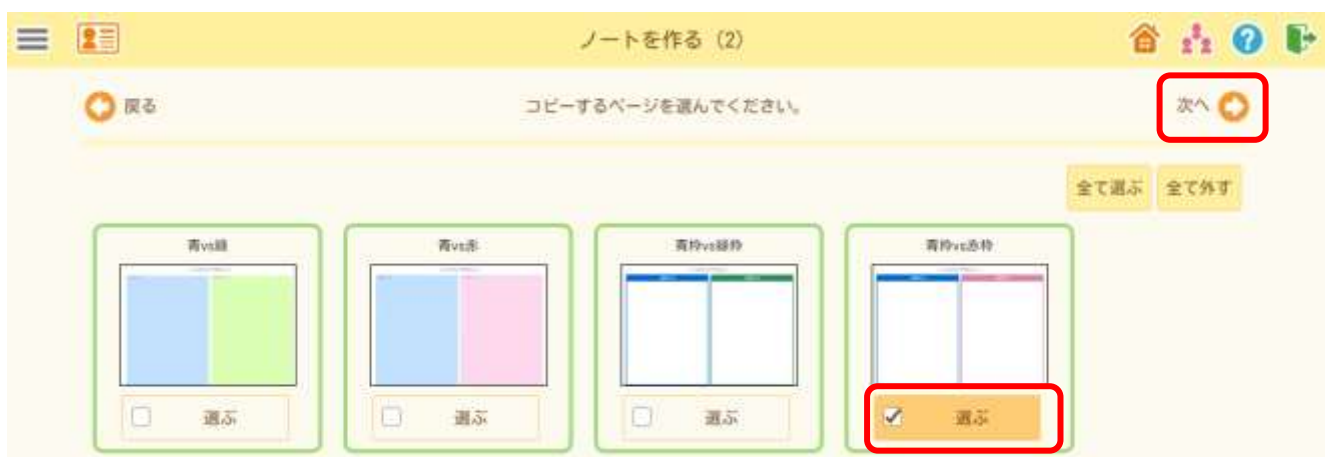 ノートを作る（2）
戻る
コピーするページを選んでください。
次へ
全て選ぶ
全て外す
青vs緑
青vs赤
青枠vs緑枠
青枠vs赤枠
選ぶ
選ぶ
選ぶ
選ぶ